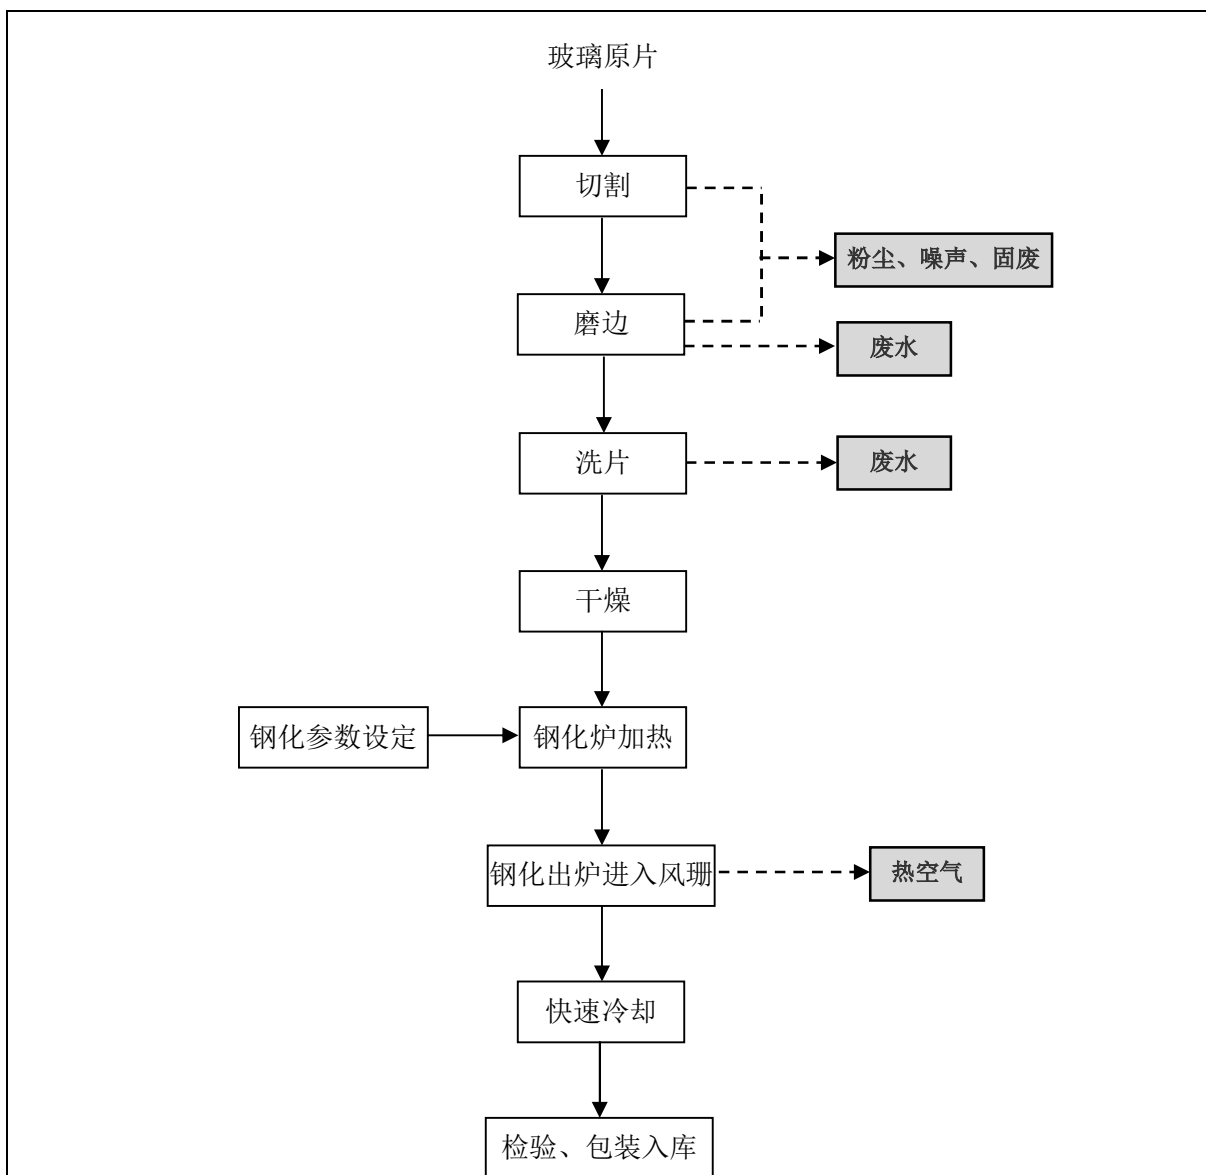 玻璃原片
切割
粉尘、噪声、固废
磨边
废水
洗片
废水
干燥
钢化参数设定
钢化炉加热
钢化出炉进入风珊
热空气
快速冷却
检验、包装入库